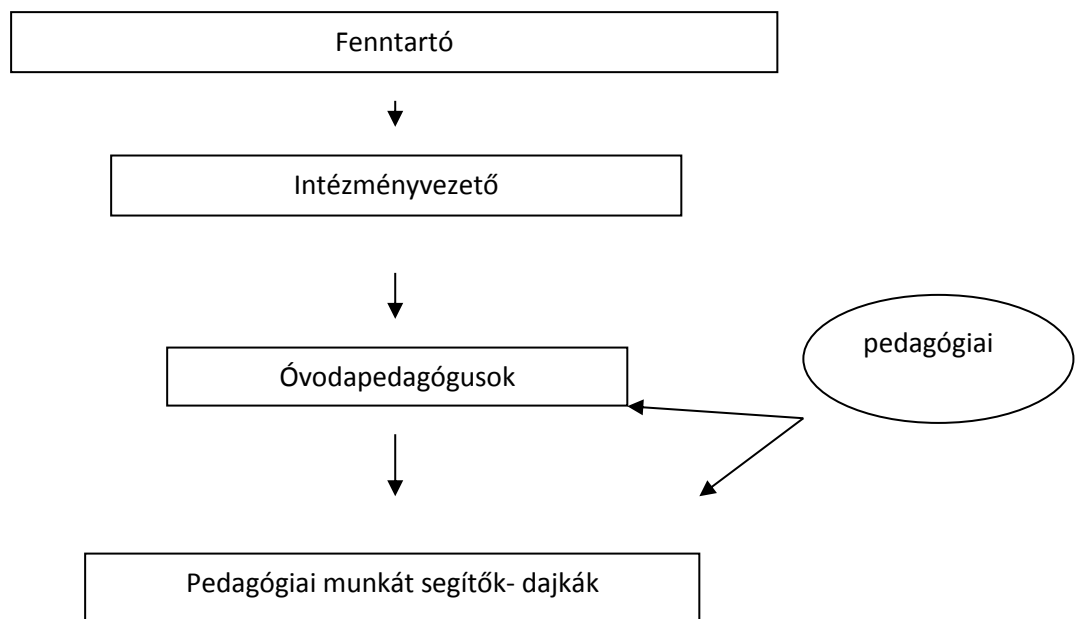 Fenntartó
Intézményvezető
pedagógiai
Óvodapedagógusok
Pedagógiai munkát segítők- dajkák